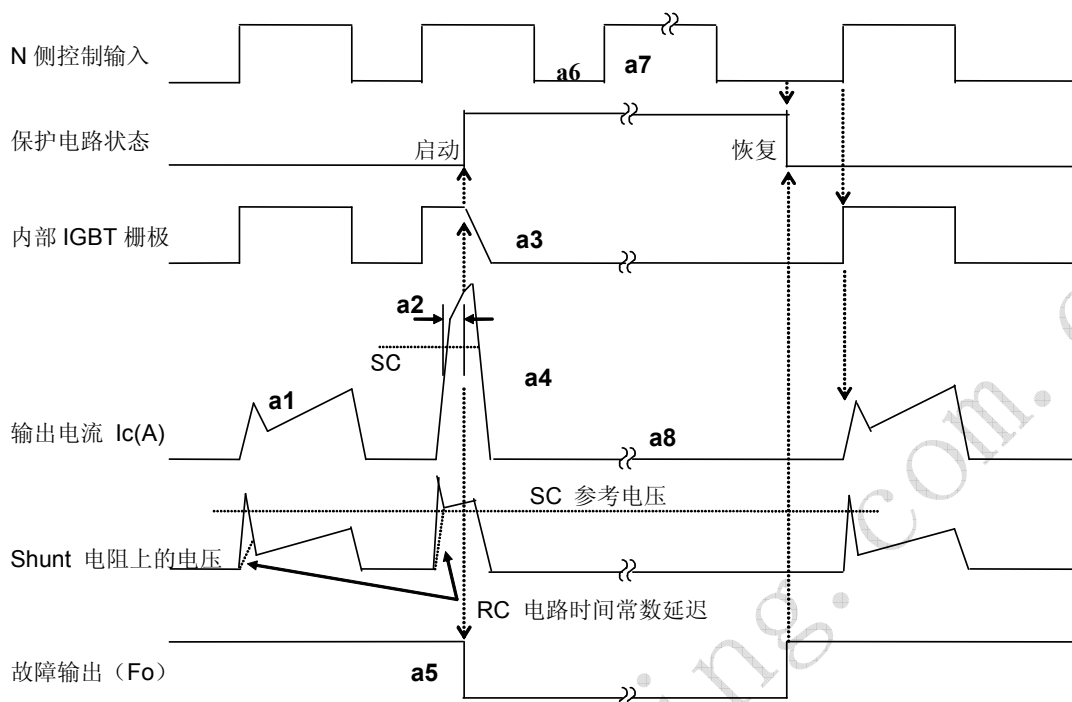 N 侧控制输入
a6
a7
保护电路状态
启动
恢复
内部 IGBT 栅极
a3
a2
SC
a4
a1
输出电流 Ic(A)
a8
SC 参考电压
Shunt 电阻上的电压
RC 电路时间常数延迟
故障输出（Fo）
a5
ing.com.